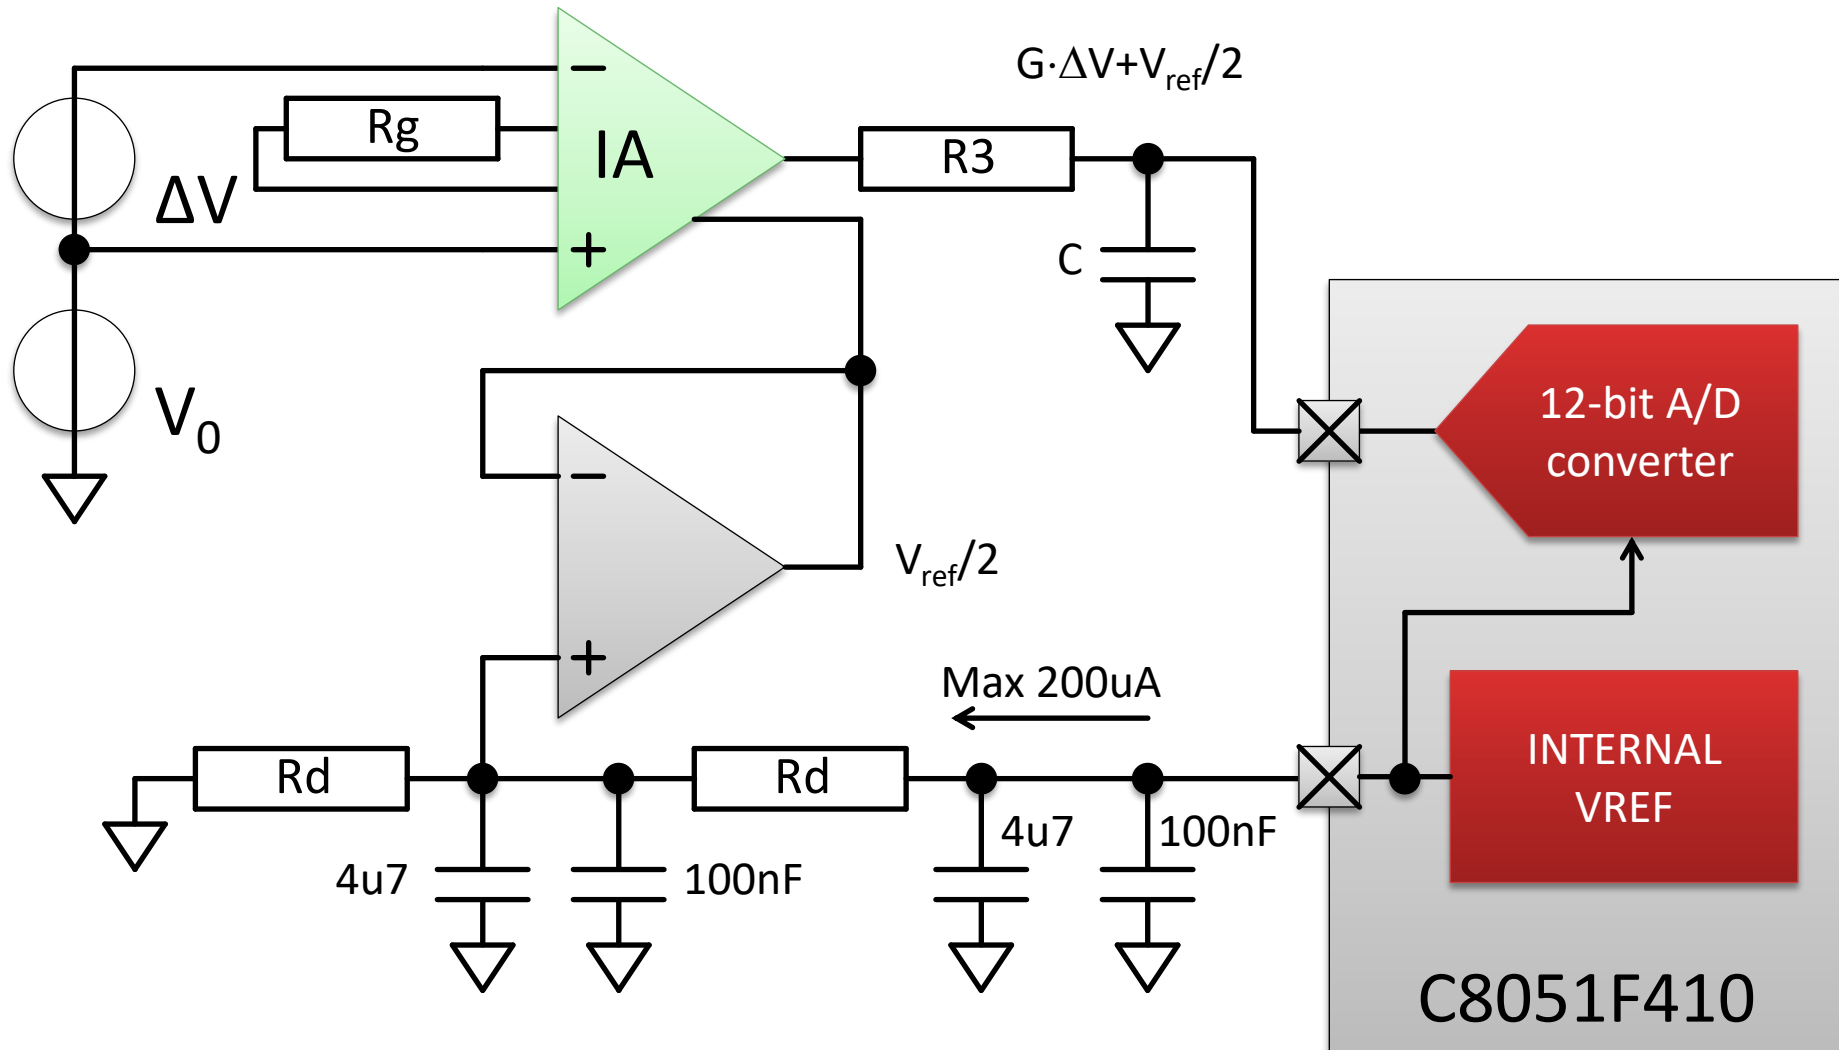 G·ΔV+Vref/2
−
Rg
IA
R3
ΔV
+
C
12-bit A/D
converter
V0
−
Vref/2
+
Max 200uA
Rd
Rd
INTERNAL
VREF
4u7
100nF
4u7
100nF
C8051F410